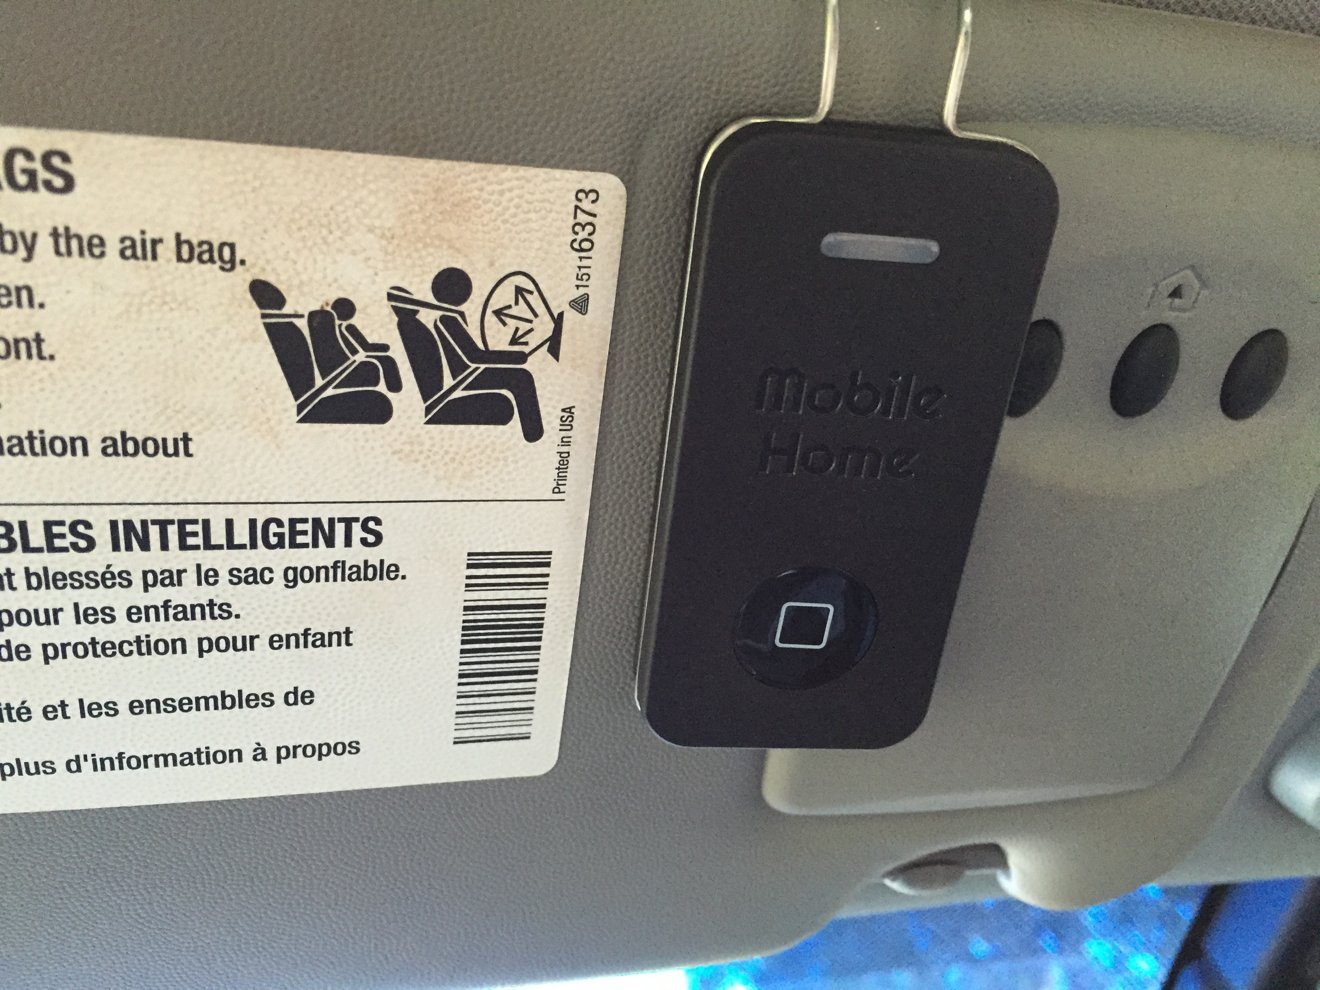 GS
by the air bag.
en.
ont.
ation about
15116373
Printed in USA
BLES INTELLIGENTS
t blessés par le sac gonflable.
pour les enfants.
de protection pour enfant
ité et les ensembles de
plus d'information à propos
Mobile
Home